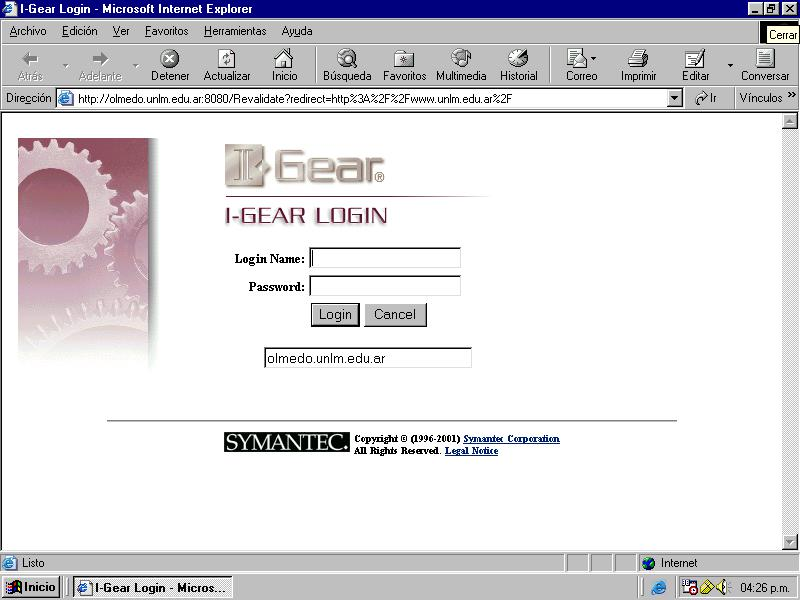 I-Gear Login - Microsoft Internet Explorer
Archivo Edición Ver Favoritos Herramientas Ayuda
Cerrar
Atrás Adelante Detener Actualizar Inicio Búsqueda Favoritos Multimedia Historial Correo Imprimir Editar Conversar
Dirección http://olmedo.unlm.edu.ar:8080/Revalidate?redirect=http%3A%2F%2Fwww.unlm.edu.ar%2F Ir Vínculos »
I-Gear®
I-GEAR LOGIN
Login Name:
Password:
Login Cancel
olmedo.unlm.edu.ar
SYMANTEC. Copyright © (1996-2001) Symantec Corporation
All Rights Reserved. Legal Notice
Listo Internet
Inicio I-Gear Login - Micros... 04:26 p.m.